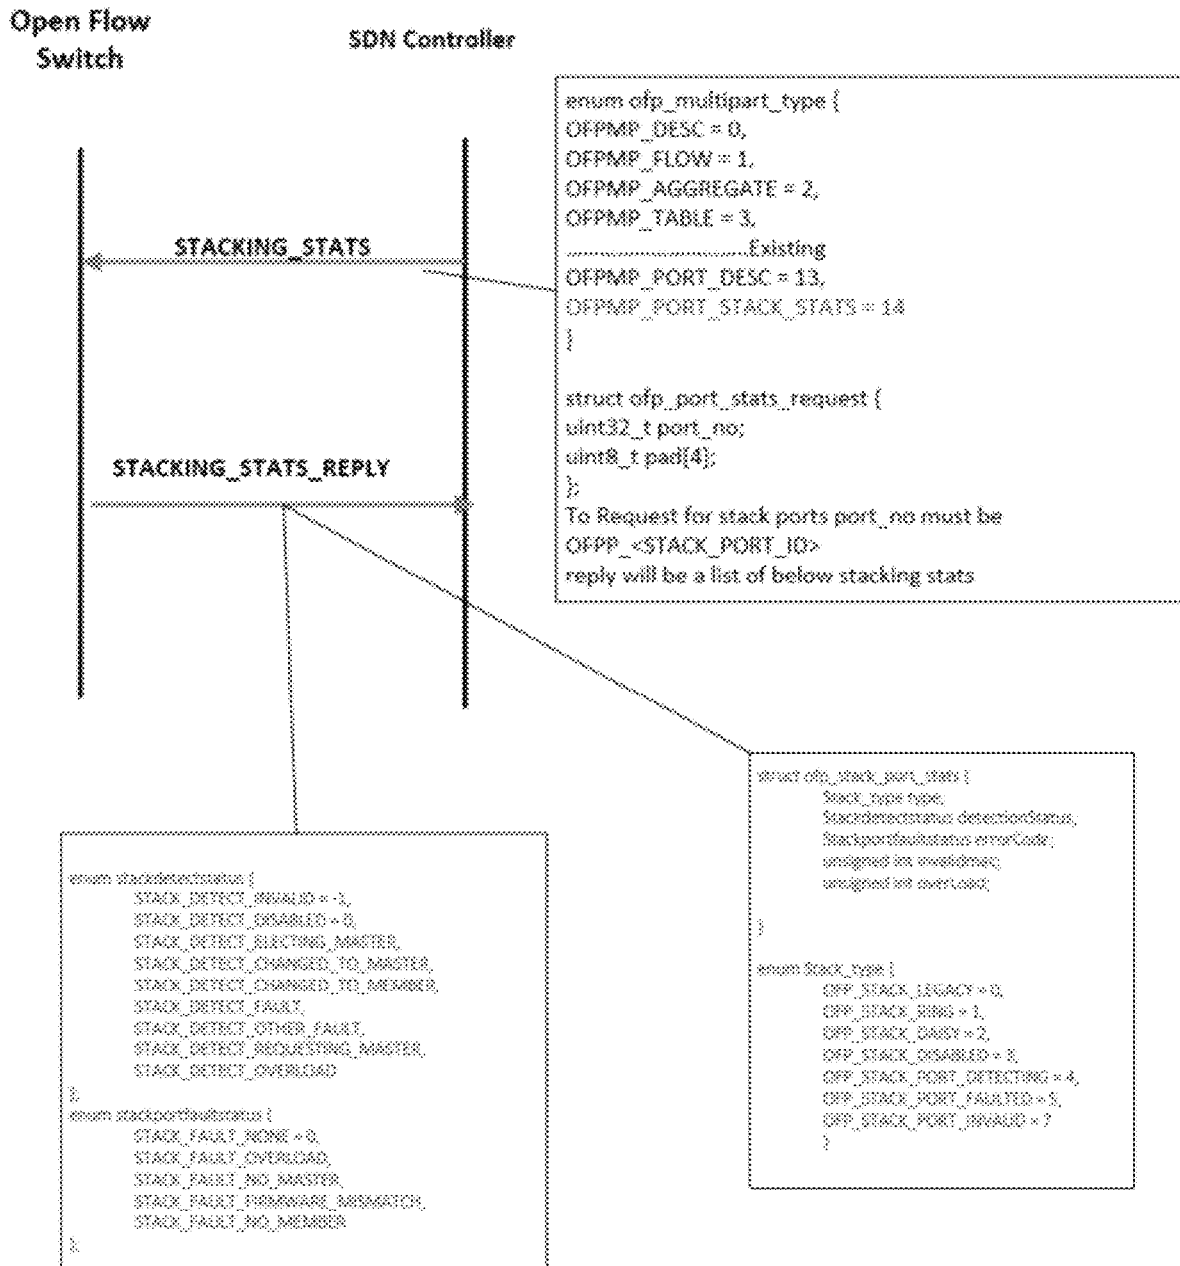 Open Flow
Switch
SDN Controller
enum ofp_multipart_type {
OFPMP_DESC = 0,
OFPMP_FLOW = 1,
OFPMP_AGGREGATE = 2,
OFPMP_TABLE = 3,
..............................Existing
OFPMP_PORT_DESC = 13,
OFPMP_PORT_STACK_STATS = 14
}
struct ofp_port_stats_request {
uint32_t port_no;
uint8_t pad[4];
};
To Request for stack ports port_no must be
OFPP_<STACK_PORT_ID>
reply will be a list of below stacking stats
STACKING_STATS
STACKING_STATS_REPLY
struct ofp_stack_port_stats {
Stack_type type;
Stackdetectstatus detectionStatus;
Stackportfaultstatus errorCode;
unsigned int
unsigned int overLoad;
}
enum Stack_type {
OFP_STACK_LEGACY = 0,
OFP_STACK_RING = 1,
OFP_STACK_DAISY = 2,
OFP_STACK_DISABLED = 3,
OFP_STACK_PORT_DETECTING = 4,
OFP_STACK_PORT_FAULTED = 5,
OFP_STACK_PORT_INVALID = 7
}
enum stackdetectstatus {
STACK_DETECT_INVALID = -1,
STACK_DETECT_DISABLED = 0,
STACK_DETECT_ELECTING_MASTER,
STACK_DETECT_CHANGED_TO_MASTER,
STACK_DETECT_CHANGED_TO_MEMBER,
STACK_DETECT_FAULT,
STACK_DETECT_OTHER_FAULT,
STACK_DETECT_REQUESTING_MASTER,
STACK_DETECT_OVERLOAD
};
enum stackportfaultstatus {
STACK_FAULT_NONE = 0,
STACK_FAULT_OVERLOAD,
STACK_FAULT_NO_MASTER,
STACK_FAULT_FIRMWARE_MISMATCH,
STACK_FAULT_NO_MEMBER
};